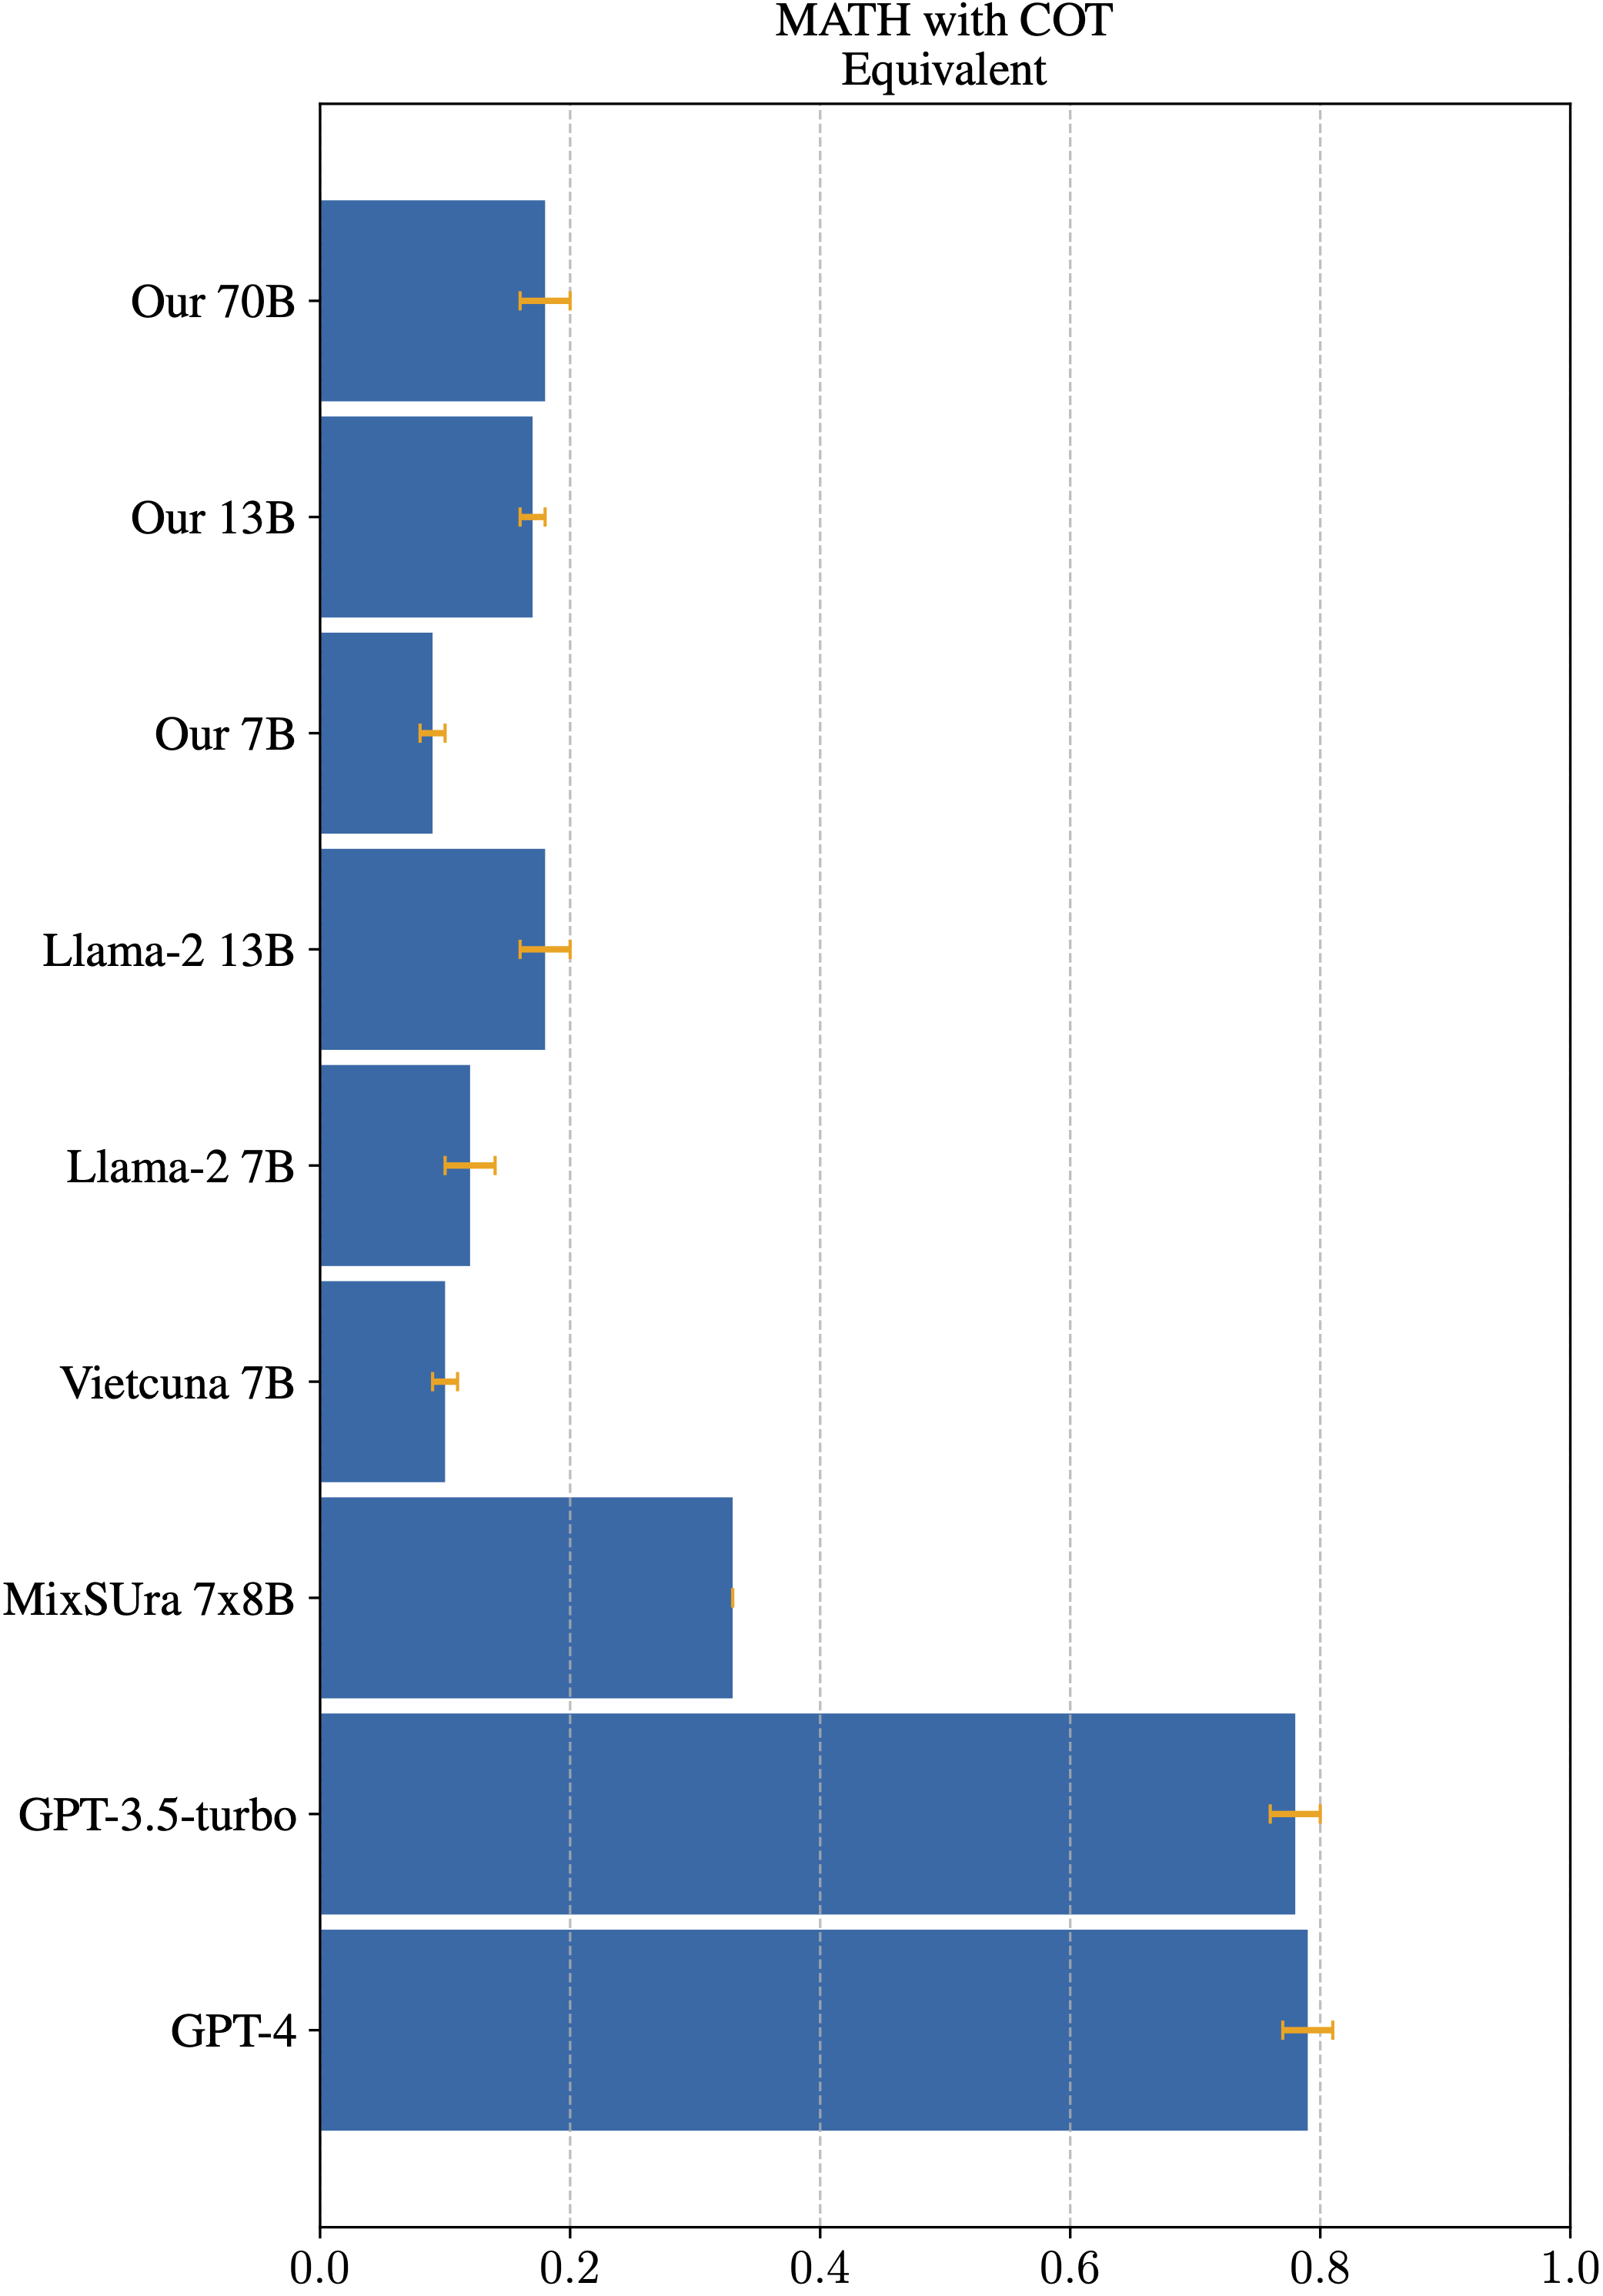 MATH with COT
Equivalent
Our 70B
Our 13B
Our 7B
Llama-2 13B
Llama-2 7B
Vietcuna 7B
MixSUra 7x8B
GPT-3.5-turbo
GPT-4
0.0 0.2 0.4 0.6 0.8 1.0